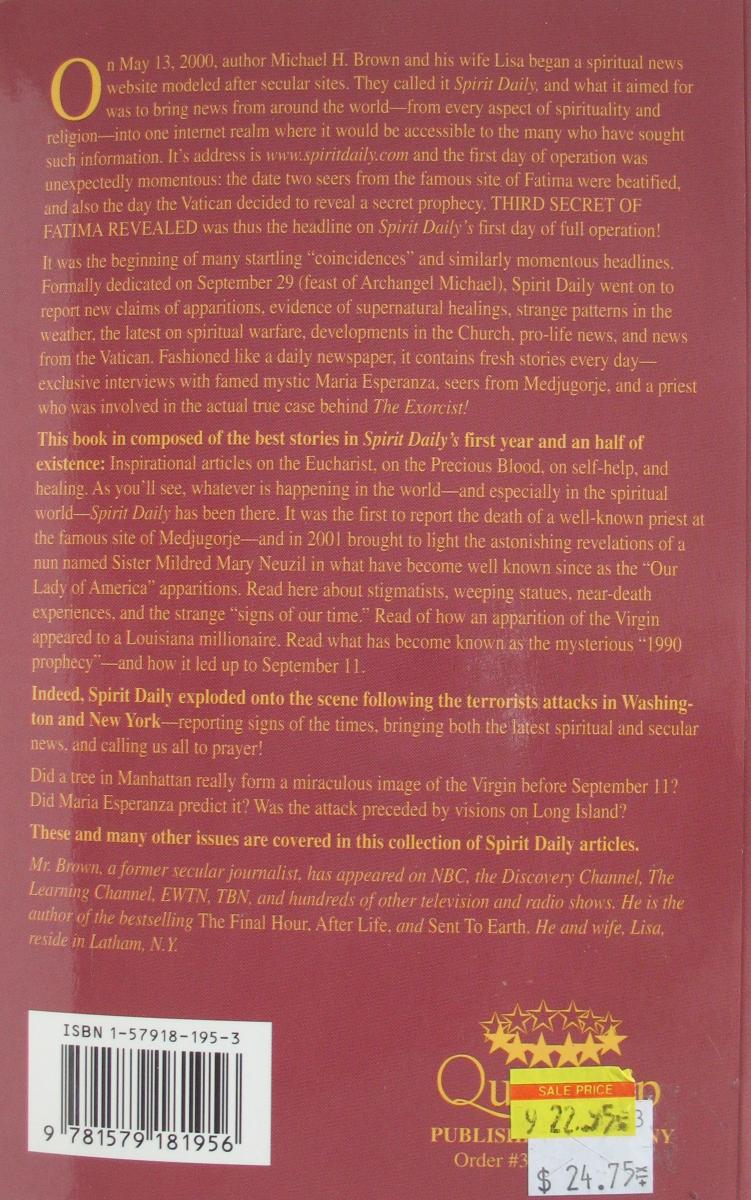 On May 13, 2000, author Michael H. Brown and his wife Lisa began a spiritual news
website modeled after secular sites. They called it Spirit Daily, and what it aimed for
was to bring news from around the world—from every aspect of spirituality and
religion—into one internet realm where it would be accessible to the many who have sought
such information. It's address is www.spiritdaily.com and the first day of operation was
unexpectedly momentous: the date two seers from the famous site of Fatima were beatified,
and also the day the Vatican decided to reveal a secret prophecy. THIRD SECRET OF
FATIMA REVEALED was thus the headline on Spirit Daily's first day of full operation!
It was the beginning of many startling “coincidences” and similarly momentous headlines.
Formally dedicated on September 29 (feast of Archangel Michael), Spirit Daily went on to
report new claims of apparitions, evidence of supernatural healings, strange patterns in the
weather, the latest on spiritual warfare, developments in the Church, pro-life news, and news
from the Vatican. Fashioned like a daily newspaper, it contains fresh stories every day—
exclusive interviews with famed mystic Maria Esperanza, seers from Medjugorje, and a priest
who was involved in the actual true case behind The Exorcist!
This book in composed of the best stories in Spirit Daily's first year and an half of
existence: Inspirational articles on the Eucharist, on the Precious Blood, on self-help, and
healing. As you'll see, whatever is happening in the world—and especially in the spiritual
world—Spirit Daily has been there. It was the first to report the death of a well-known priest at
the famous site of Medjugorje—and in 2001 brought to light the astonishing revelations of a
nun named Sister Mildred Mary Neuzil in what have become well known since as the “Our
Lady of America” apparitions. Read here about stigmatists, weeping statues, near-death
experiences, and the strange “signs of our time.” Read of how an apparition of the Virgin
appeared to a Louisiana millionaire. Read what has become known as the mysterious “1990
prophecy”—and how it led up to September 11.
Indeed, Spirit Daily exploded onto the scene following the terrorists attacks in Washing-
ton and New York—reporting signs of the times, bringing both the latest spiritual and secular
news, and calling us all to prayer!
Did a tree in Manhattan really form a miraculous image of the Virgin before September 11?
Did Maria Esperanza predict it? Was the attack preceded by visions on Long Island?
These and many other issues are covered in this collection of Spirit Daily articles.
Mr. Brown, a former secular journalist, has appeared on NBC, the Discovery Channel, The
Learning Channel, EWTN, TBN, and hundreds of other television and radio shows. He is the
author of the bestselling The Final Hour, After Life, and Sent To Earth. He and wife, Lisa,
reside in Latham, N.Y.
ISBN 1-57918-195-3
9 781579 181956
SALE PRICE
Order #3
$ 24.75